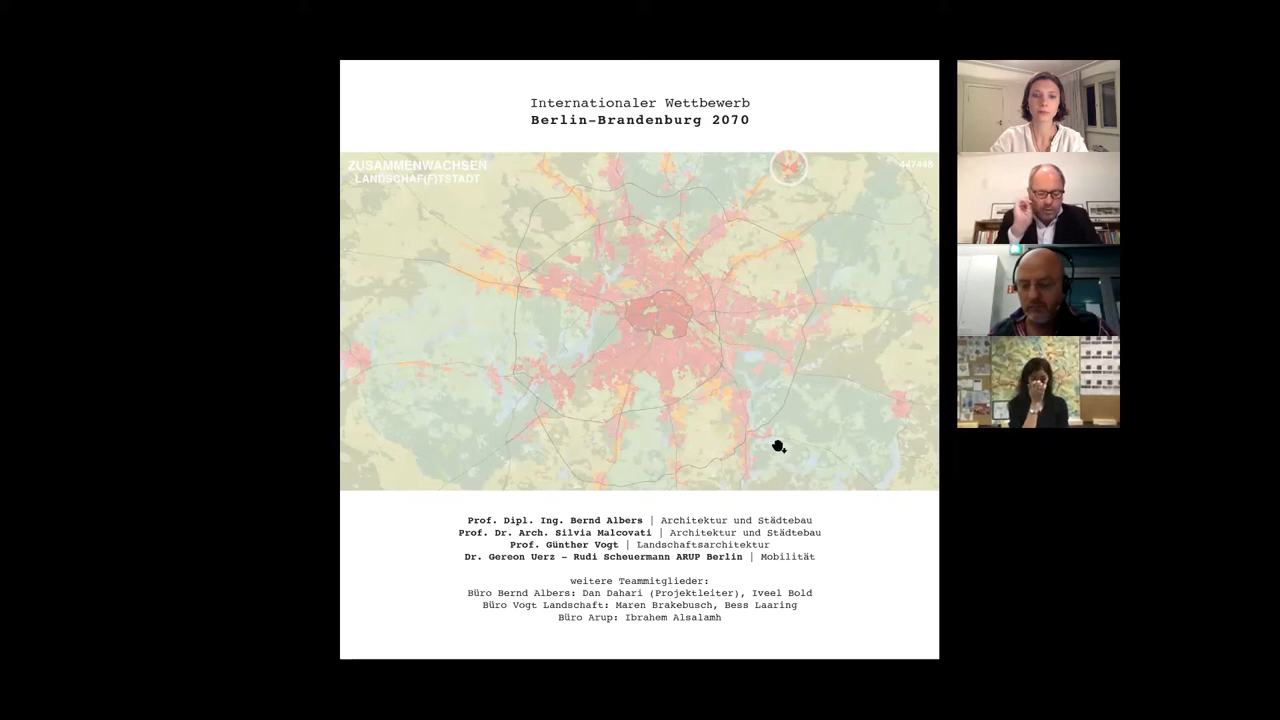 Internationaler Wettbewerb
Berlin-Brandenburg 2070
ZUSAMMENWACHSEN
LANDSCHAF(F)TSTADT
447448
Prof. Dipl. Ing. Bernd Albers | Architektur und Städtebau
Prof. Dr. Arch. Silvia Malcovati | Architektur und Städtebau
Prof. Günther Vogt | Landschaftsarchitektur
Dr. Gereon Uerz - Rudi Scheuermann ARUP Berlin | Mobilität
weitere Teammitglieder:
Büro Bernd Albers: Dan Dahari (Projektleiter), Iveel Bold
Büro Vogt Landschaft: Maren Brakebusch, Bess Laaring
Büro Arup: Ibrahem Alsalamh